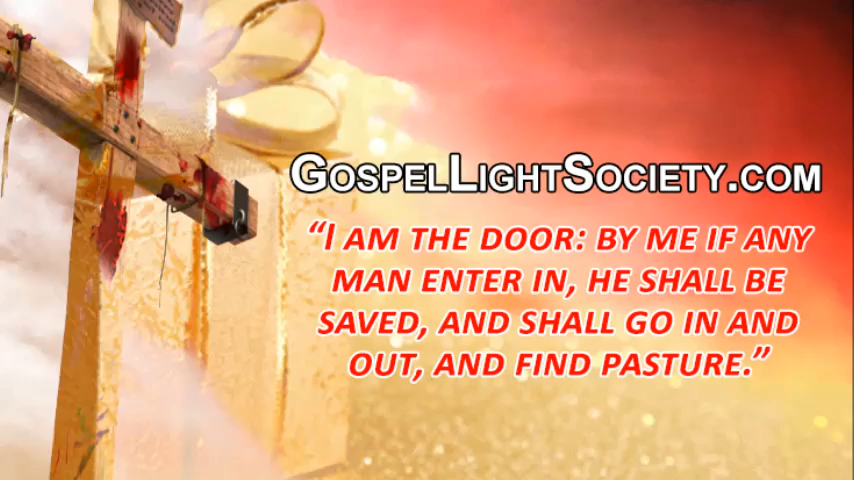 GospelLightSociety.com
“I am the door: by me if any
man enter in, he shall be
saved, and shall go in and
out, and find pasture.”